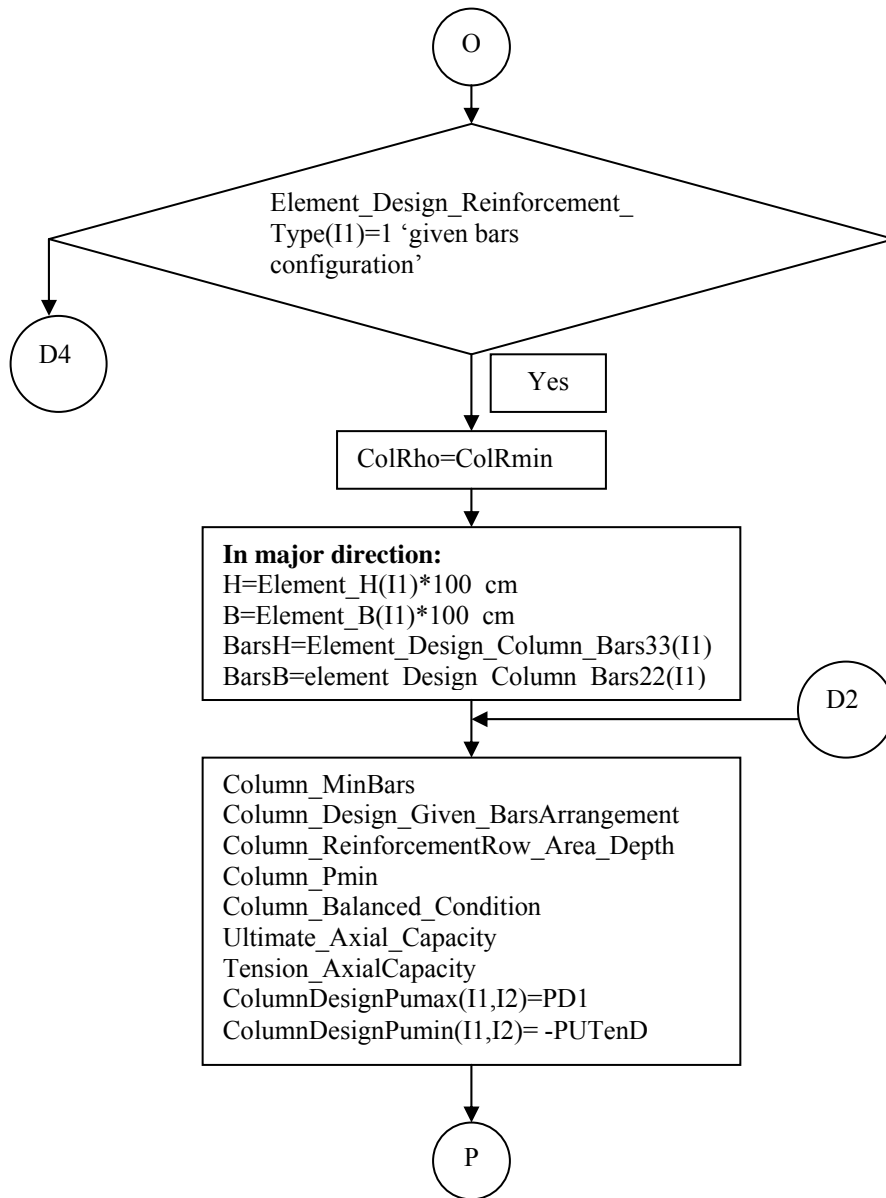 O
Element_Design_Reinforcement_
Type(I1)=1 ‘given bars
configuration’
D4
Yes
ColRho=ColRmin
In major direction:
H=Element_H(I1)*100 cm
B=Element_B(I1)*100 cm
BarsH=Element_Design_Column_Bars33(I1)
BarsB=element Design Column Bars22(I1)
D2
Column_MinBars
Column_Design_Given_BarsArrangement
Column_ReinforcementRow_Area_Depth
Column_Pmin
Column_Balanced_Condition
Ultimate_Axial_Capacity
Tension_AxialCapacity
ColumnDesignPumax(I1,I2)=PD1
ColumnDesignPumin(I1,I2)= -PUTenD
P